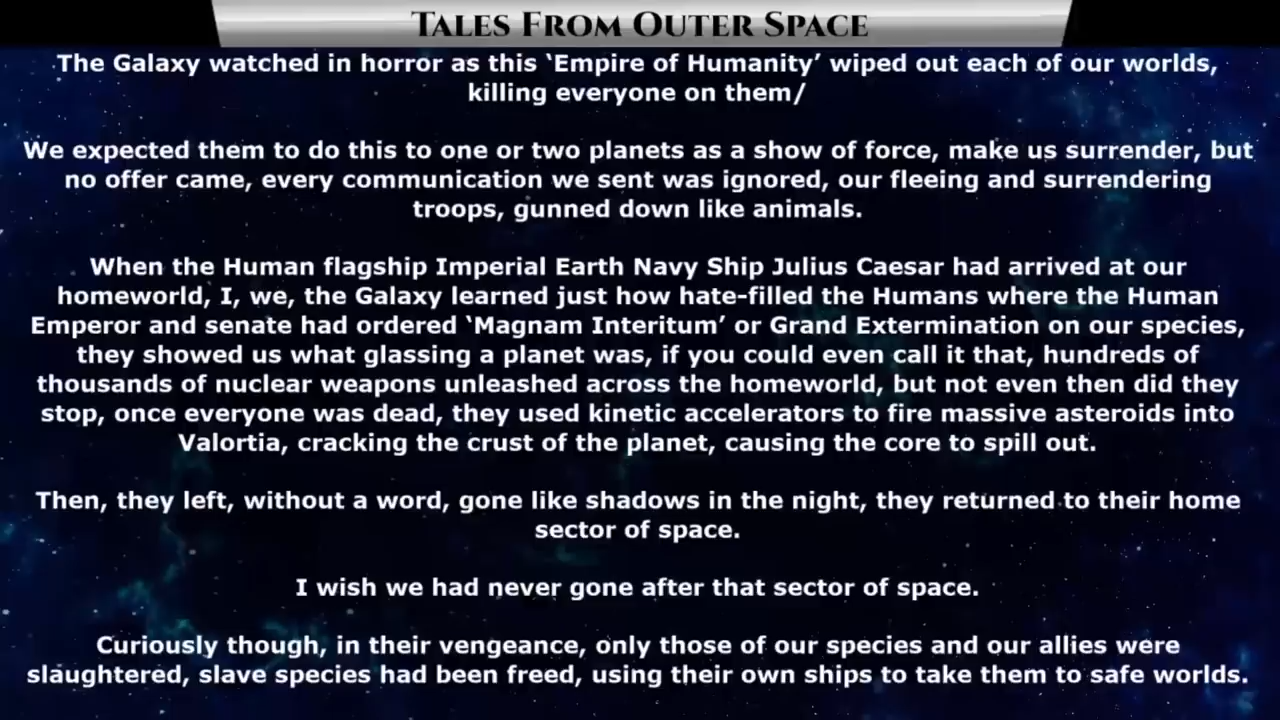 Tales From Outer Space
The Galaxy watched in horror as this ‘Empire of Humanity’ wiped out each of our worlds,
killing everyone on them/
We expected them to do this to one or two planets as a show of force, make us surrender, but
no offer came, every communication we sent was ignored, our fleeing and surrendering
troops, gunned down like animals.
When the Human flagship Imperial Earth Navy Ship Julius Caesar had arrived at our
homeworld, I, we, the Galaxy learned just how hate-filled the Humans where the Human
Emperor and senate had ordered ‘Magnam Interitum’ or Grand Extermination on our species,
they showed us what glassing a planet was, if you could even call it that, hundreds of
thousands of nuclear weapons unleashed across the homeworld, but not even then did they
stop, once everyone was dead, they used kinetic accelerators to fire massive asteroids into
Valortia, cracking the crust of the planet, causing the core to spill out.
Then, they left, without a word, gone like shadows in the night, they returned to their home
sector of space.
I wish we had never gone after that sector of space.
Curiously though, in their vengeance, only those of our species and our allies were
slaughtered, slave species had been freed, using their own ships to take them to safe worlds.